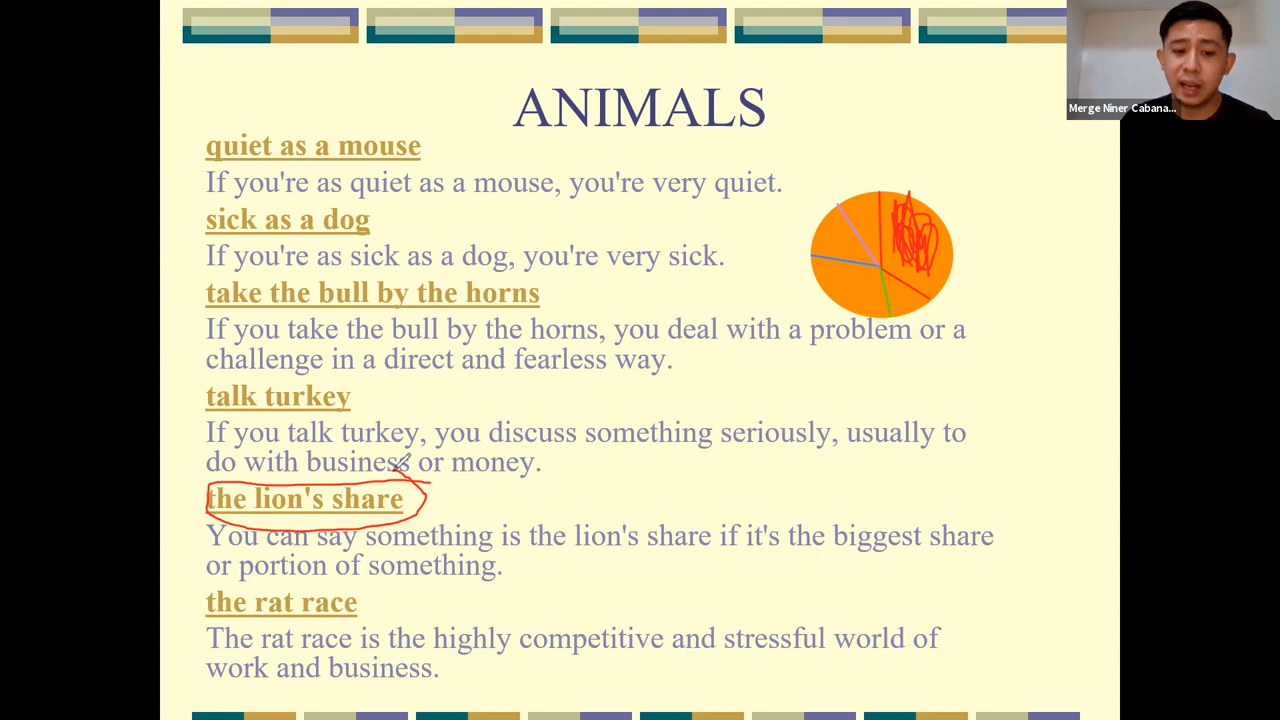 Merge Niner Cabana...
ANIMALS
quiet as a mouse
If you're as quiet as a mouse, you're very quiet.
sick as a dog
If you're as sick as a dog, you're very sick.
take the bull by the horns
If you take the bull by the horns, you deal with a problem or a
challenge in a direct and fearless way.
talk turkey
If you talk turkey, you discuss something seriously, usually to
do with business or money.
the lion's share
You can say something is the lion's share if it's the biggest share
or portion of something.
the rat race
The rat race is the highly competitive and stressful world of
work and business.